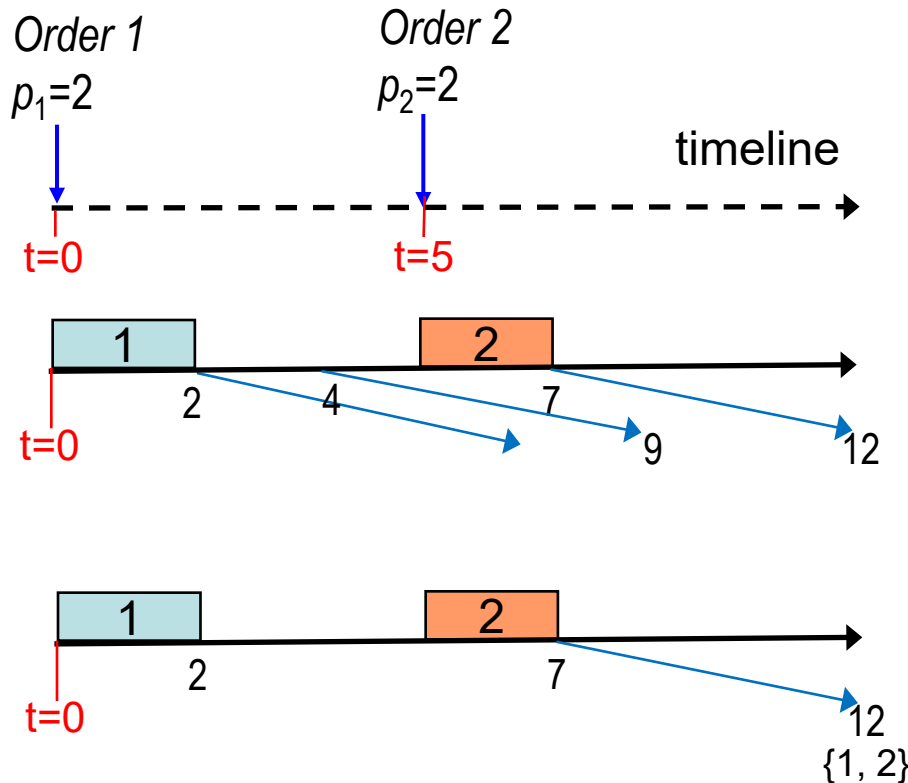 Order 1 Order 2
p₁=2 p₂=2
timeline
t=0 t=5
1 2
2 4 7
t=0 9 12
1 2
2 7
t=0 12
{1, 2}